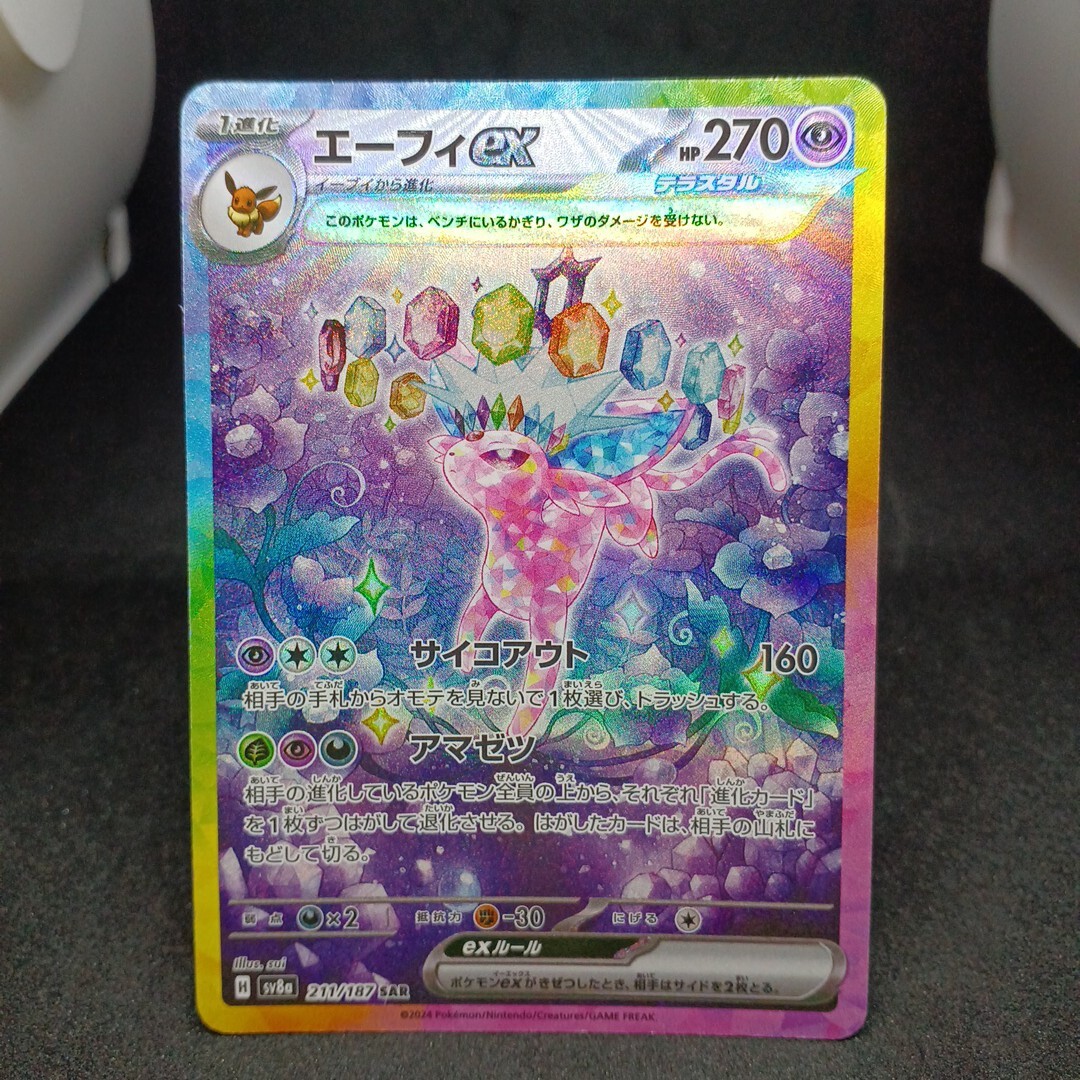 1進化
エーフィex
HP270
イーブイから進化
テラスタル
このポケモンは、ベンチにいるかぎり、ワザのダメージを受けない。
サイコアウト 160
相手の手札からオモテを見ないで1枚選び、トラッシュする。
アマゼツ
相手の進化しているポケモン全員の上から、それぞれ「進化カード」
を1枚ずつはがして退化させる。はがしたカードは、相手の山札に
もどして切る。
弱点 ×2 抵抗力 -30 にげる
exルール
ポケモンexがきぜつしたとき、相手はサイドを2枚とる。
Illus. sui
H sv8a 211/187 SAR
©2024 Pokémon/Nintendo/Creatures/GAME FREAK.